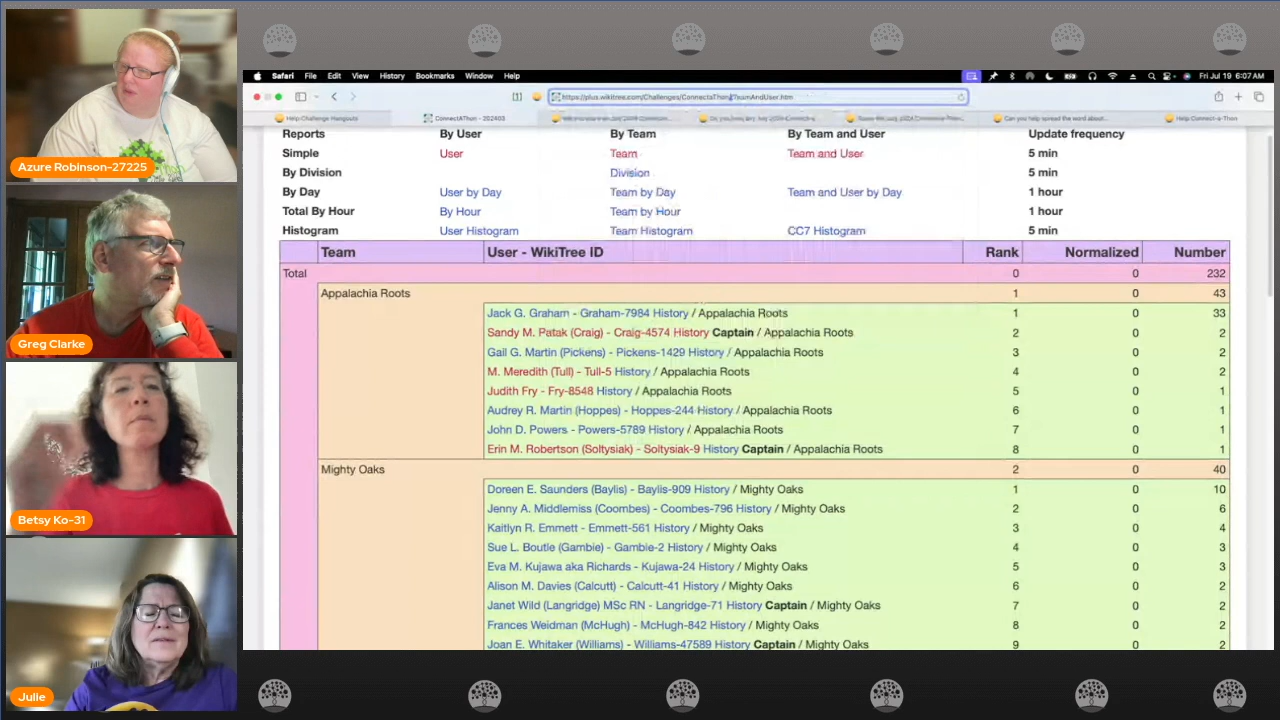 Azure Robinson-27225
Greg Clarke
Betsy Ko-31
Julie
Safari File Edit View History Bookmarks Window Help
Fri Jul 19 6:07 AM
Help:Challenge Hangouts
ConnectAThon - 202403
Can you help spread the word about...
Help:Connect-a-Thon
Reports By User By Team By Team and User Update frequency
Simple User Team Team and User 5 min
By Division Division 5 min
By Day User by Day Team by Day Team and User by Day 1 hour
Total By Hour By Hour Team by Hour 1 hour
Histogram User Histogram Team Histogram CC7 Histogram 5 min
Team User - WikiTree ID Rank Normalized Number
Total 0 0 232
Appalachia Roots 1 0 43
Jack G. Graham - Graham-7984 History / Appalachia Roots 1 0 33
Sandy M. Patak (Craig) - Craig-4574 History Captain / Appalachia Roots 2 0 2
Gail G. Martin (Pickens) - Pickens-1429 History / Appalachia Roots 3 0 2
M. Meredith (Tull) - Tull-5 History / Appalachia Roots 4 0 2
Judith Fry - Fry-8548 History / Appalachia Roots 5 0 1
Audrey R. Martin (Hoppes) - Hoppes-244 History / Appalachia Roots 6 0 1
John D. Powers - Powers-5789 History / Appalachia Roots 7 0 1
Erin M. Robertson (Soltysiak) - Soltysiak-9 History Captain / Appalachia Roots 8 0 1
Mighty Oaks 2 0 40
Doreen E. Saunders (Baylis) - Baylis-909 History / Mighty Oaks 1 0 10
Jenny A. Middlemiss (Coombes) - Coombes-796 History / Mighty Oaks 2 0 6
Kaitlyn R. Emmett - Emmett-561 History / Mighty Oaks 3 0 4
Sue L. Boutle (Gambie) - Gambie-2 History / Mighty Oaks 4 0 3
Eva M. Kujawa aka Richards - Kujawa-24 History / Mighty Oaks 5 0 3
Alison M. Davies (Calcutt) - Calcutt-41 History / Mighty Oaks 6 0 2
Janet Wild (Langridge) MSc RN - Langridge-71 History Captain / Mighty Oaks 7 0 2
Frances Weidman (McHugh) - McHugh-842 History / Mighty Oaks 8 0 2
Joan E. Whitaker (Williams) - Williams-47589 History Captain / Mighty Oaks 9 0 2